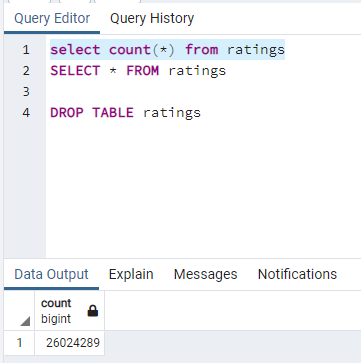 Query Editor Query History
1 select count(*) from ratings
2 SELECT * FROM ratings
3
4 DROP TABLE ratings
Data Output Explain Messages Notifications
count
bigint
1 26024289